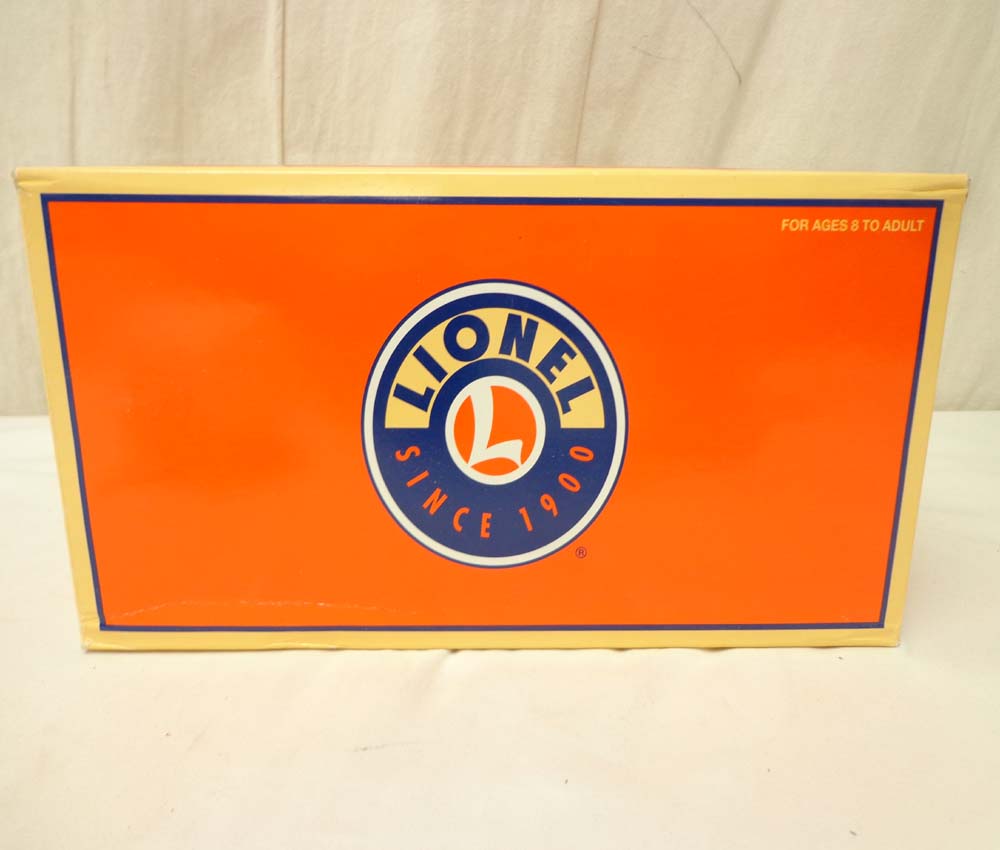 FOR AGES 8 TO ADULT
LIONEL
L
SINCE 1900
®